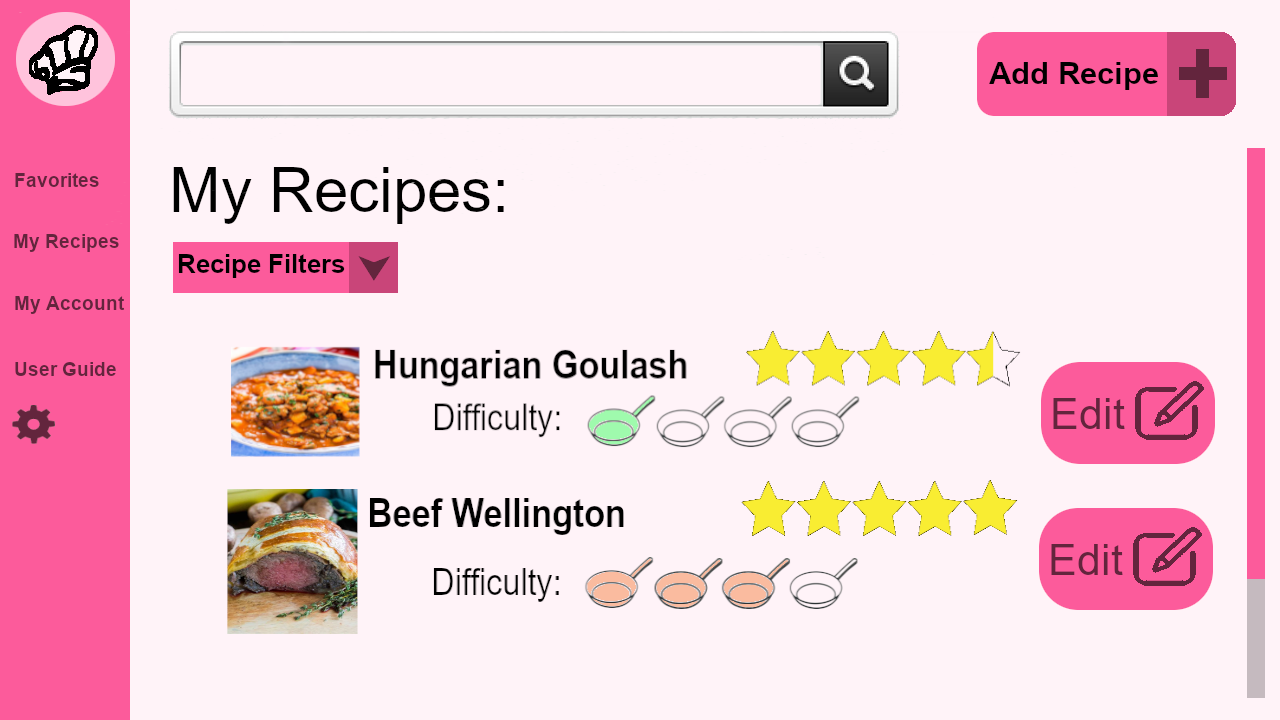 Add Recipe
Favorites
My Recipes
My Account
User Guide
My Recipes:
Recipe Filters
Hungarian Goulash
Difficulty:
Edit
Beef Wellington
Difficulty:
Edit